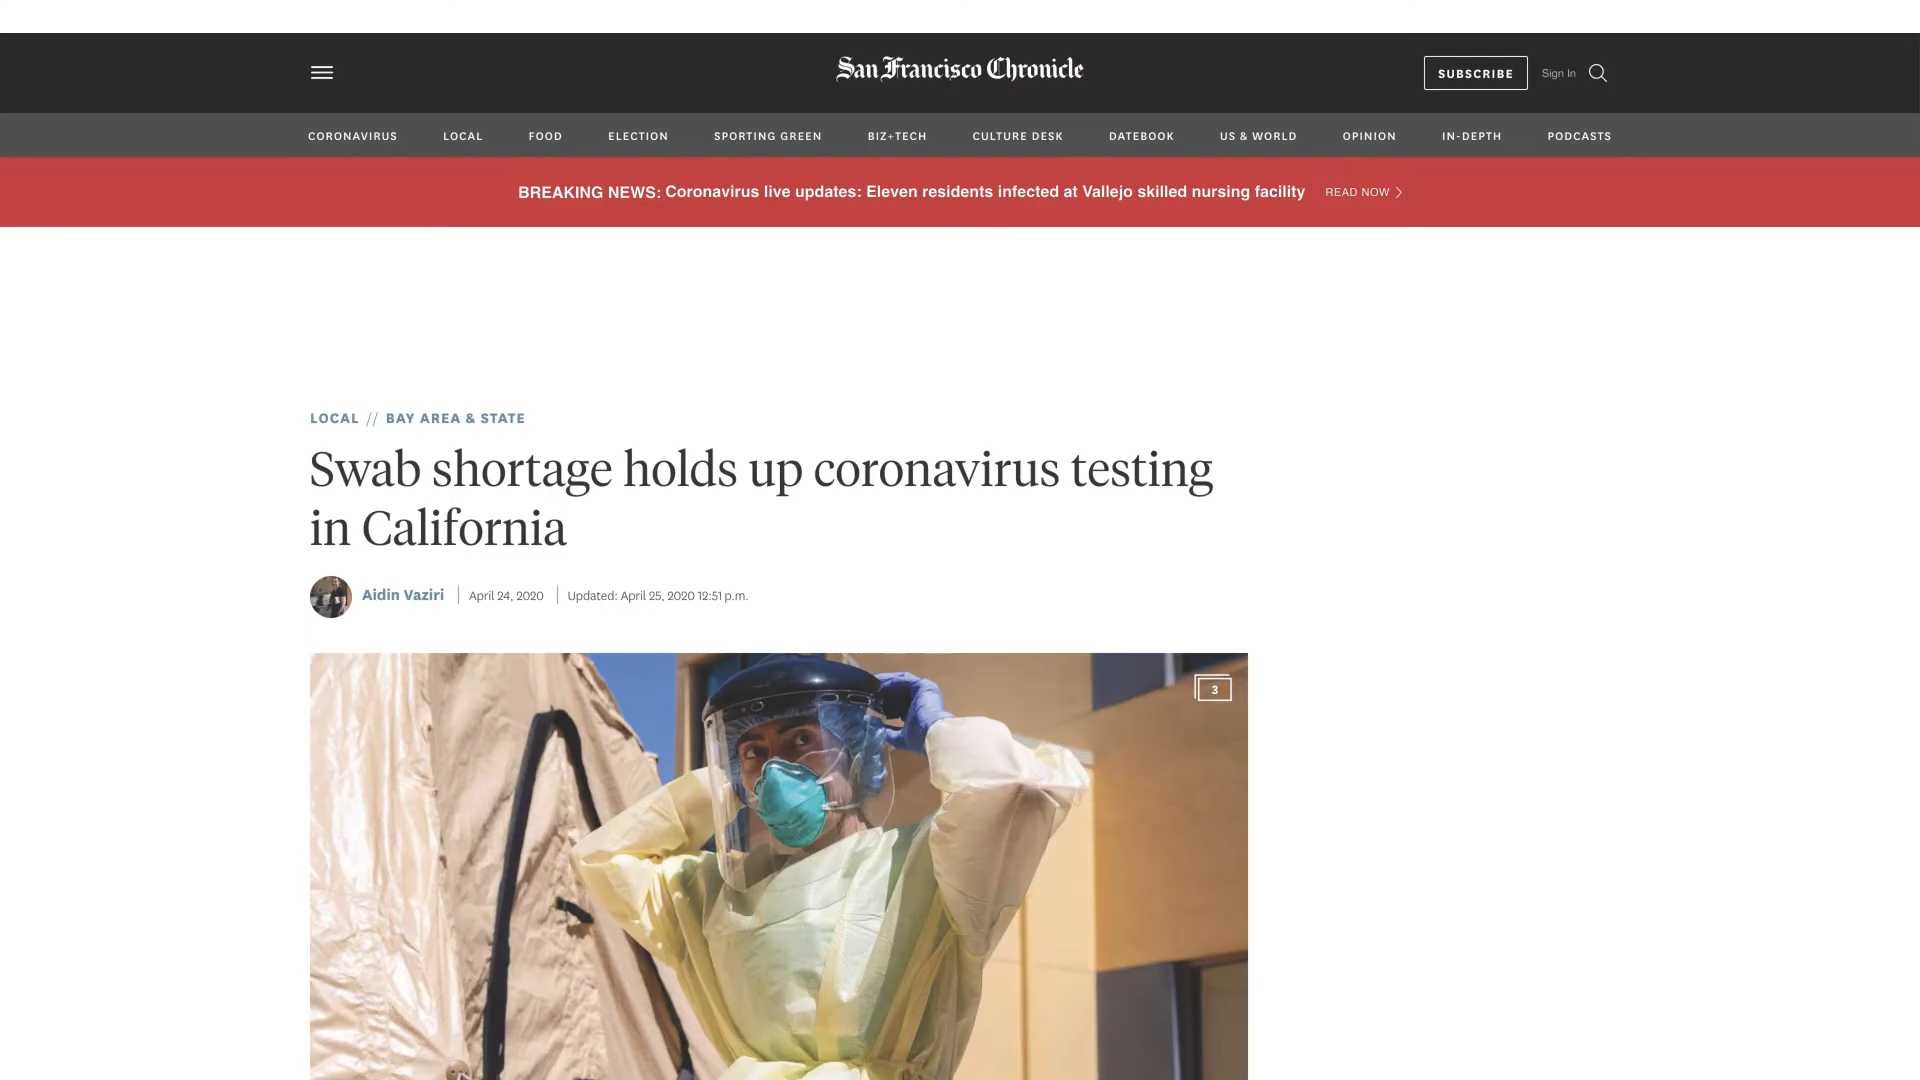 San Francisco Chronicle
SUBSCRIBE
Sign In
CORONAVIRUS LOCAL FOOD ELECTION SPORTING GREEN BIZ+TECH CULTURE DESK DATEBOOK US & WORLD OPINION IN-DEPTH PODCASTS
BREAKING NEWS: Coronavirus live updates: Eleven residents infected at Vallejo skilled nursing facility READ NOW
LOCAL // BAY AREA & STATE
Swab shortage holds up coronavirus testing
in California
Aidin Vaziri | April 24, 2020 | Updated: April 25, 2020 12:51 p.m.
3